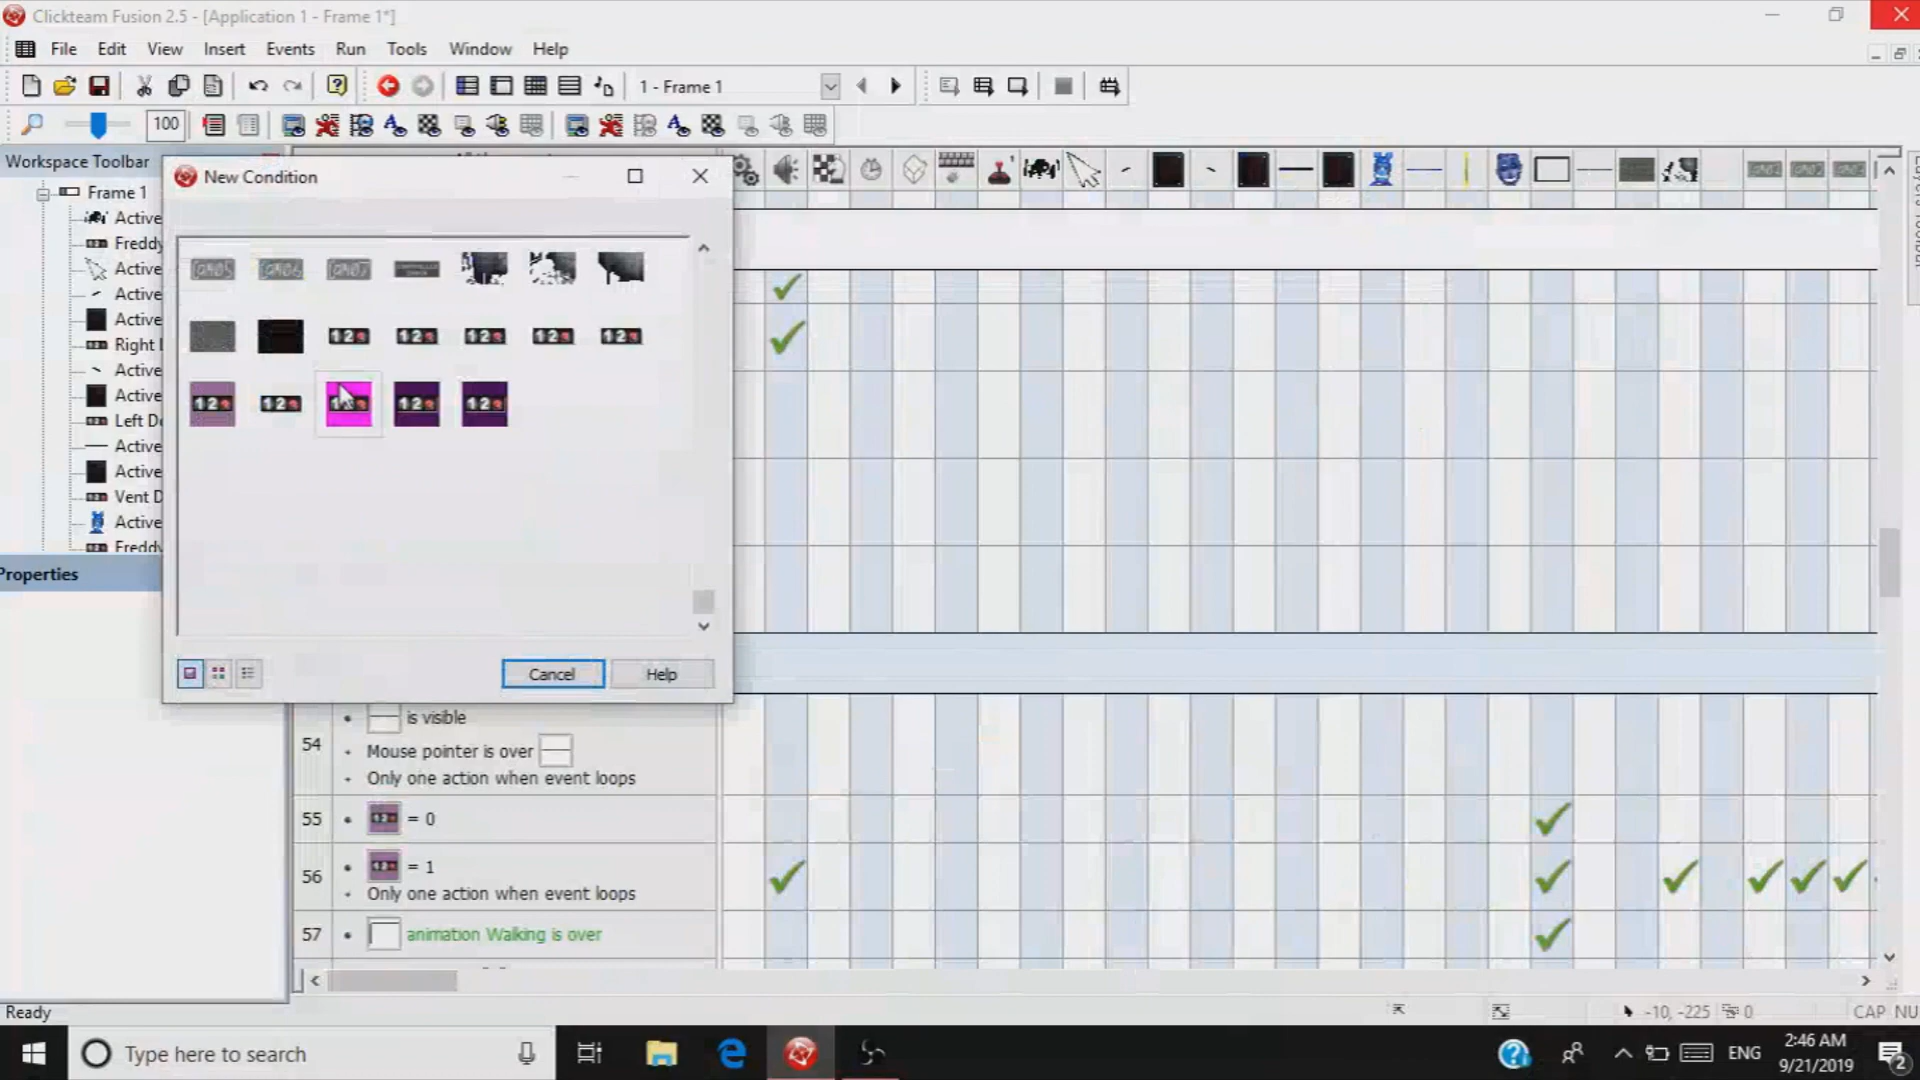 Clickteam Fusion 2.5 - [Application 1 - Frame 1*]
File Edit View Insert Events Run Tools Window Help
1 - Frame 1
100
Workspace Toolbar
Frame 1
Active
Freddy
Active
Active
Active
Right
Active
Active
Left D
Active
Active
Vent D
Active
Freddy
Properties
New Condition
CAM05 CAM06 CAM07
Cancel Help
54
is visible
Mouse pointer is over
Only one action when event loops
55 = 0
56 = 1
Only one action when event loops
57 animation Walking is over
Ready
-10, -225 0 CAP NU
Type here to search
ENG
2:46 AM
9/21/2019
2